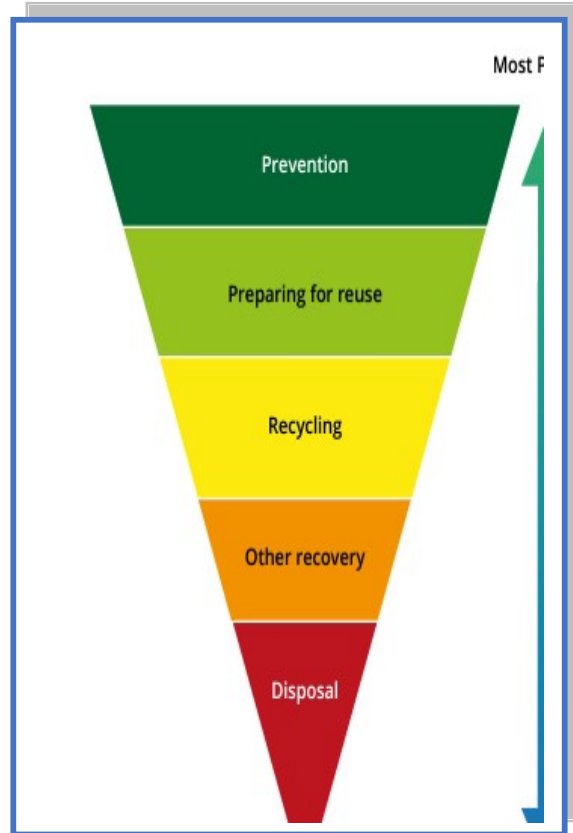 Most
Prevention
Preparing for reuse
Recycling
Other recovery
Disposal